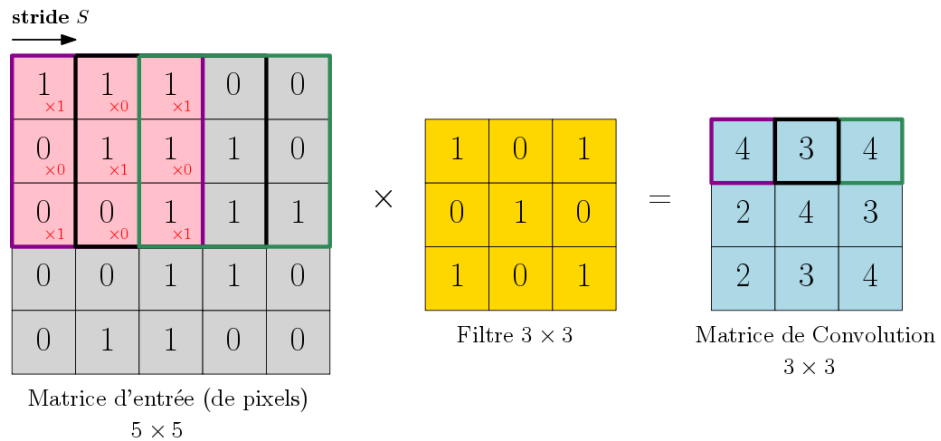 stride S
1 ×1 1 ×0 1 ×1 0 0
0 ×0 1 ×1 1 ×0 1 0
0 ×1 0 ×0 1 ×1 1 1
0 0 1 1 0
0 1 1 0 0
Matrice d'entrée (de pixels)
5 × 5
×
1 0 1
0 1 0
1 0 1
Filtre 3 × 3
=
4 3 4
2 4 3
2 3 4
Matrice de Convolution
3 × 3